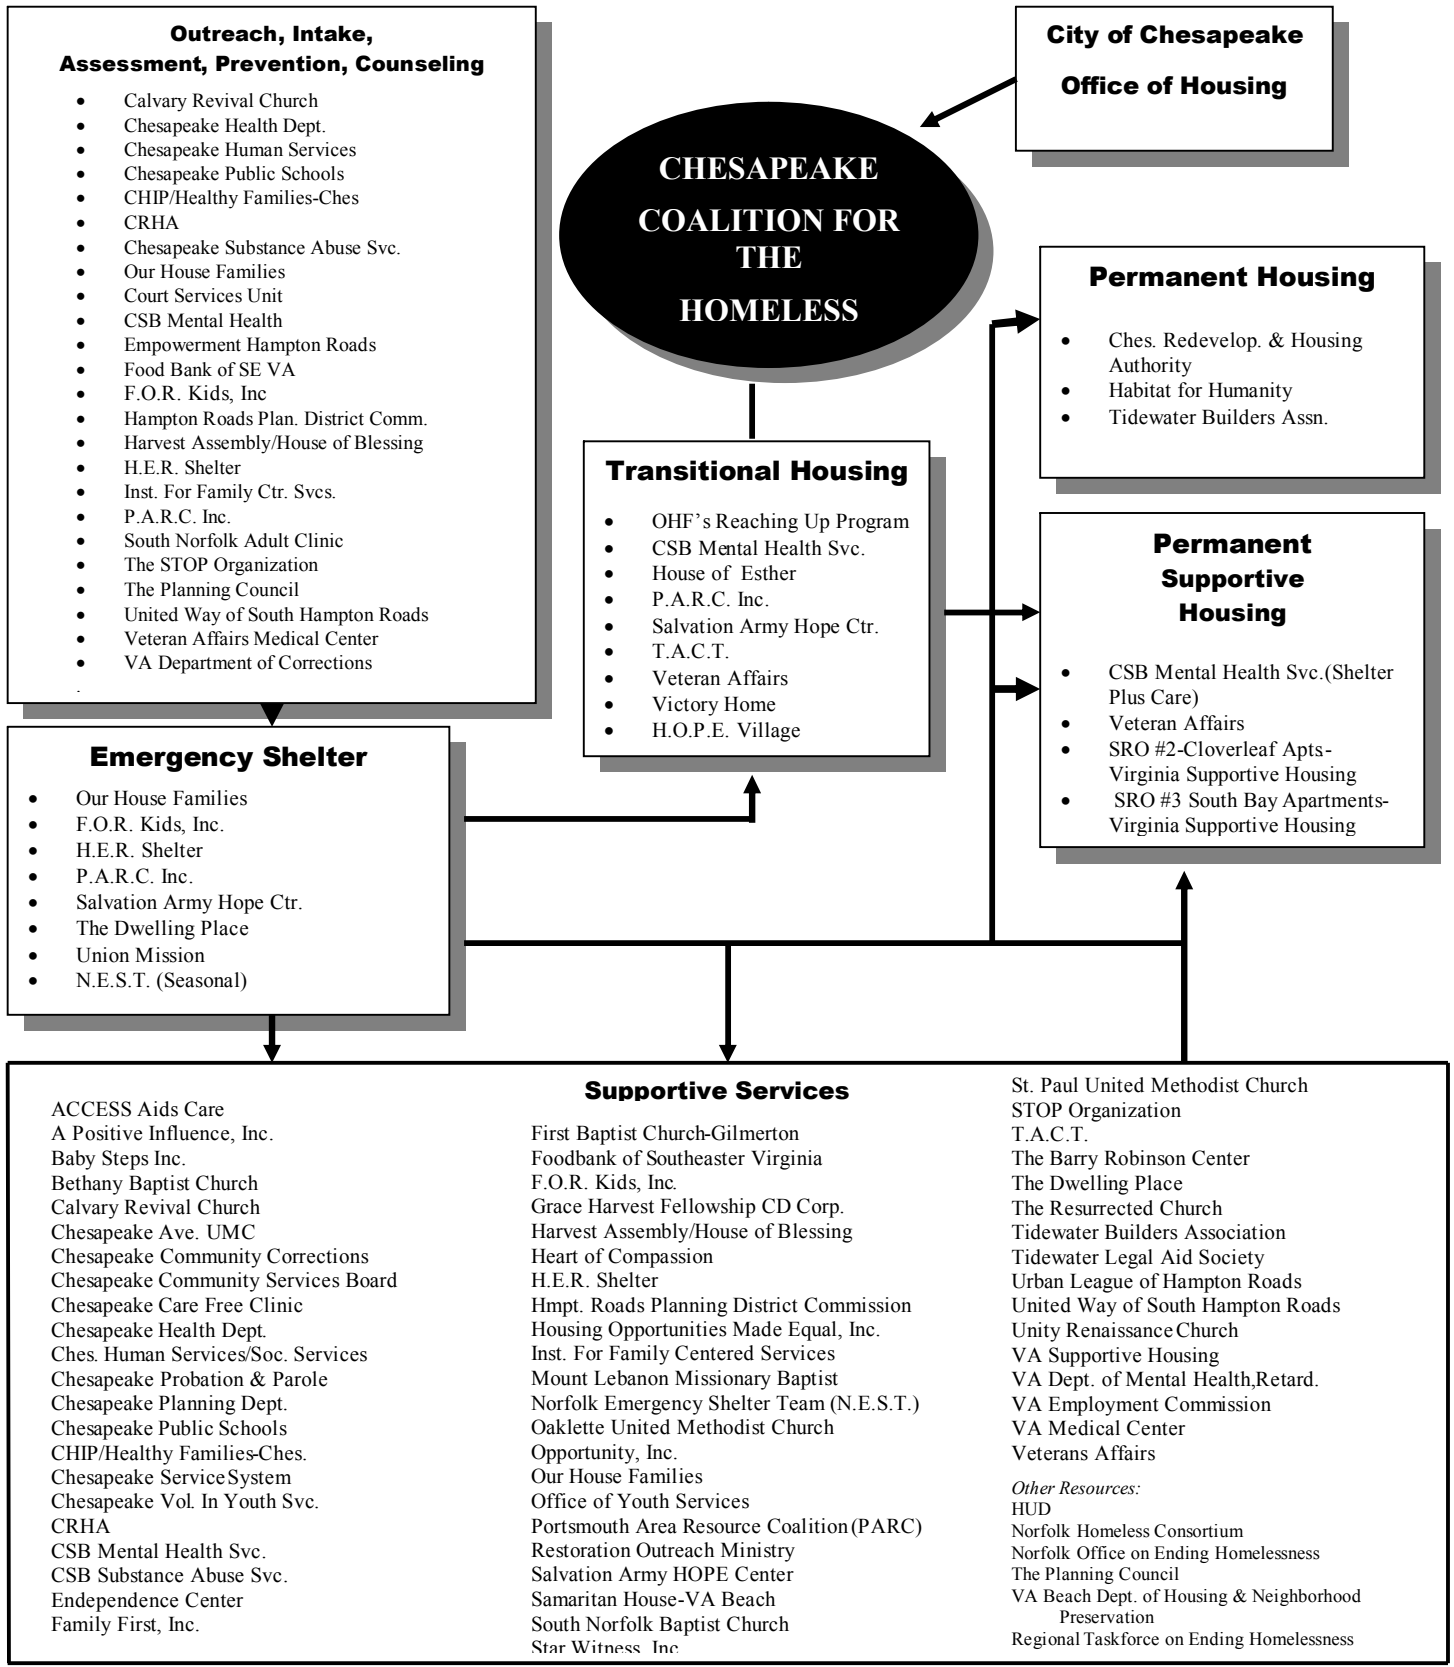 Outreach, Intake,
Assessment, Prevention, Counseling
• Calvary Revival Church
• Chesapeake Health Dept.
• Chesapeake Human Services
• Chesapeake Public Schools
• CHIP/Healthy Families-Ches
• CRHA
• Chesapeake Substance Abuse Svc.
• Our House Families
• Court Services Unit
• CSB Mental Health
• Empowerment Hampton Roads
• Food Bank of SE VA
• F.O.R. Kids, Inc
• Hampton Roads Plan. District Comm.
• Harvest Assembly/House of Blessing
• H.E.R. Shelter
• Inst. For Family Ctr. Svcs.
• P.A.R.C. Inc.
• South Norfolk Adult Clinic
• The STOP Organization
• The Planning Council
• United Way of South Hampton Roads
• Veteran Affairs Medical Center
• VA Department of Corrections
.
City of Chesapeake
Office of Housing
CHESAPEAKE
COALITION FOR
THE
HOMELESS
Permanent Housing
• Ches. Redevelop. & Housing
Authority
• Habitat for Humanity
• Tidewater Builders Assn.
Transitional Housing
• OHF’s Reaching Up Program
• CSB Mental Health Svc.
• House of Esther
• P.A.R.C. Inc.
• Salvation Army Hope Ctr.
• T.A.C.T.
• Veteran Affairs
• Victory Home
• H.O.P.E. Village
Permanent
Supportive
Housing
• CSB Mental Health Svc.(Shelter
Plus Care)
• Veteran Affairs
• SRO #2-Cloverleaf Apts.-
Virginia Supportive Housing
• SRO #3 South Bay Apartments-
Virginia Supportive Housing
Emergency Shelter
• Our House Families
• F.O.R. Kids, Inc.
• H.E.R. Shelter
• P.A.R.C. Inc.
• Salvation Army Hope Ctr.
• The Dwelling Place
• Union Mission
• N.E.S.T. (Seasonal)
Supportive Services
ACCESS Aids Care
A Positive Influence, Inc.
Baby Steps Inc.
Bethany Baptist Church
Calvary Revival Church
Chesapeake Ave. UMC
Chesapeake Community Corrections
Chesapeake Community Services Board
Chesapeake Care Free Clinic
Chesapeake Health Dept.
Ches. Human Services/Soc. Services
Chesapeake Probation & Parole
Chesapeake Planning Dept.
Chesapeake Public Schools
CHIP/Healthy Families-Ches.
Chesapeake Service System
Chesapeake Vol. In Youth Svc.
CRHA
CSB Mental Health Svc.
CSB Substance Abuse Svc.
Endependence Center
Family First, Inc.
First Baptist Church-Gilmerton
Foodbank of Southeaster Virginia
F.O.R. Kids, Inc.
Grace Harvest Fellowship CD Corp.
Harvest Assembly/House of Blessing
Heart of Compassion
H.E.R. Shelter
Hmpt. Roads Planning District Commission
Housing Opportunities Made Equal, Inc.
Inst. For Family Centered Services
Mount Lebanon Missionary Baptist
Norfolk Emergency Shelter Team (N.E.S.T.)
Oaklette United Methodist Church
Opportunity, Inc.
Our House Families
Office of Youth Services
Portsmouth Area Resource Coalition (PARC)
Restoration Outreach Ministry
Salvation Army HOPE Center
Samaritan House-VA Beach
South Norfolk Baptist Church
Star Witness, Inc
St. Paul United Methodist Church
STOP Organization
T.A.C.T.
The Barry Robinson Center
The Dwelling Place
The Resurrected Church
Tidewater Builders Association
Tidewater Legal Aid Society
Urban League of Hampton Roads
United Way of South Hampton Roads
Unity Renaissance Church
VA Supportive Housing
VA Dept. of Mental Health,Retard.
VA Employment Commission
VA Medical Center
Veterans Affairs
Other Resources:
HUD
Norfolk Homeless Consortium
Norfolk Office on Ending Homelessness
The Planning Council
VA Beach Dept. of Housing & Neighborhood
Preservation
Regional Taskforce on Ending Homelessness